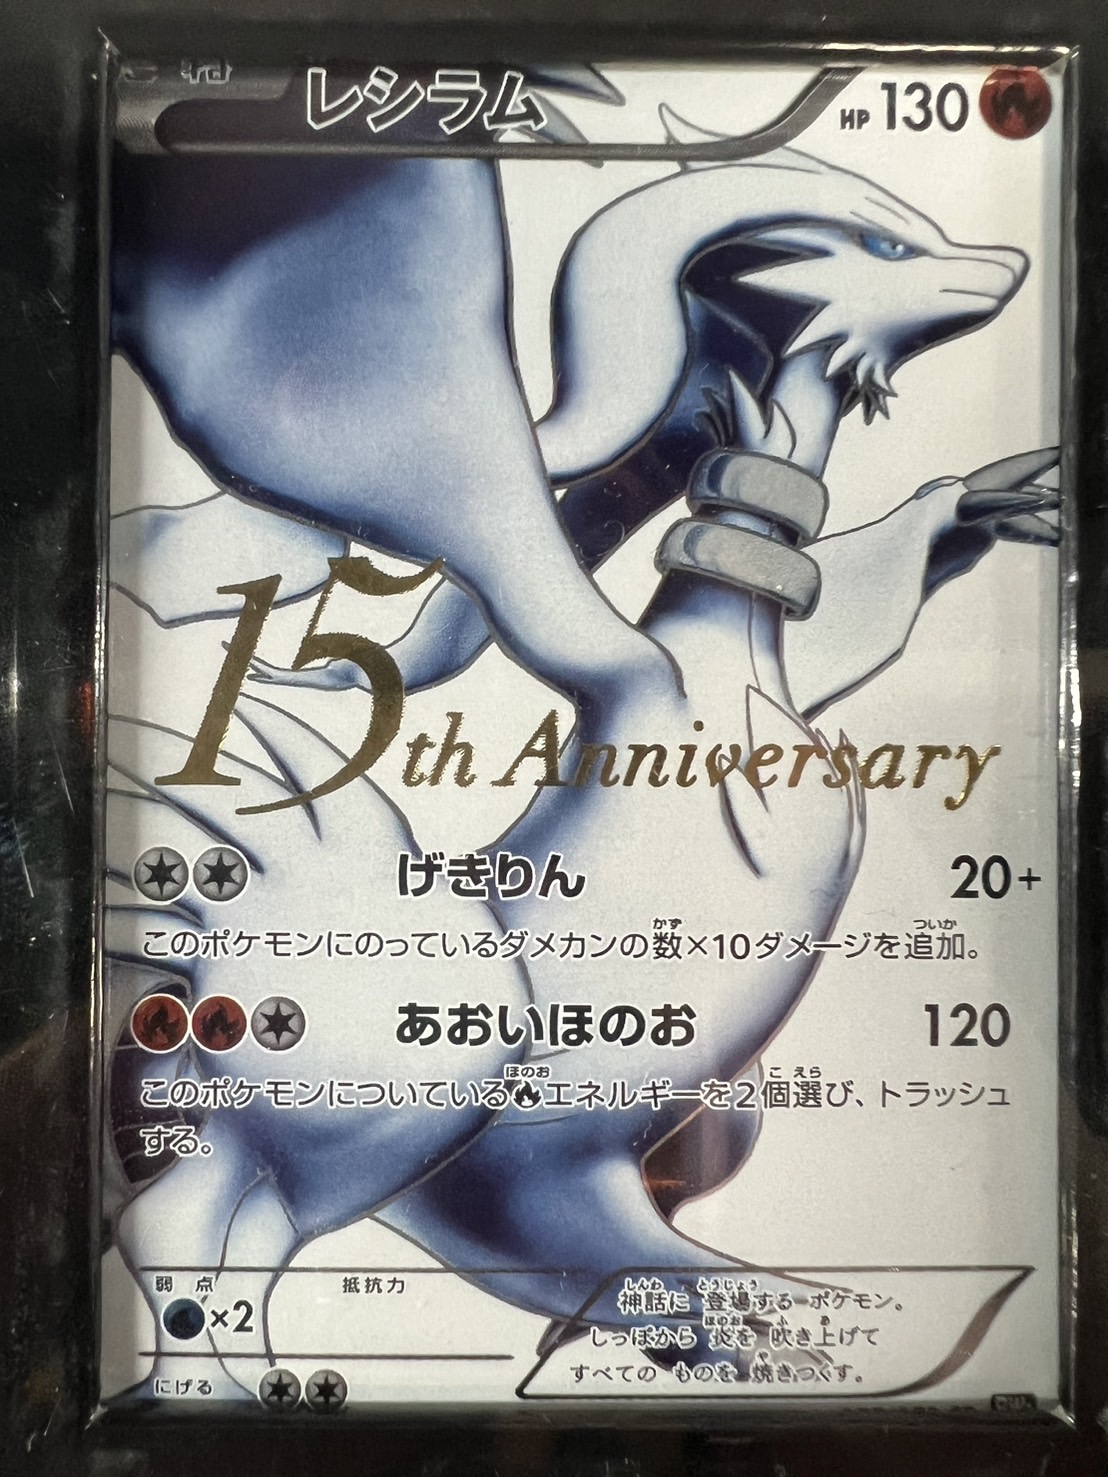 レシラム
HP 130
15th Anniversary
げきりん 20+
このポケモンにのっているダメカンの数×10ダメージを追加。
あおいほのお 120
このポケモンについているエネルギーを2個選び、トラッシュ
する。
弱点 抵抗力
×2
にげる
神話に 登場する ポケモン。
しっぽから 炎を 吹き上げて
すべての ものを 焼きつくす。